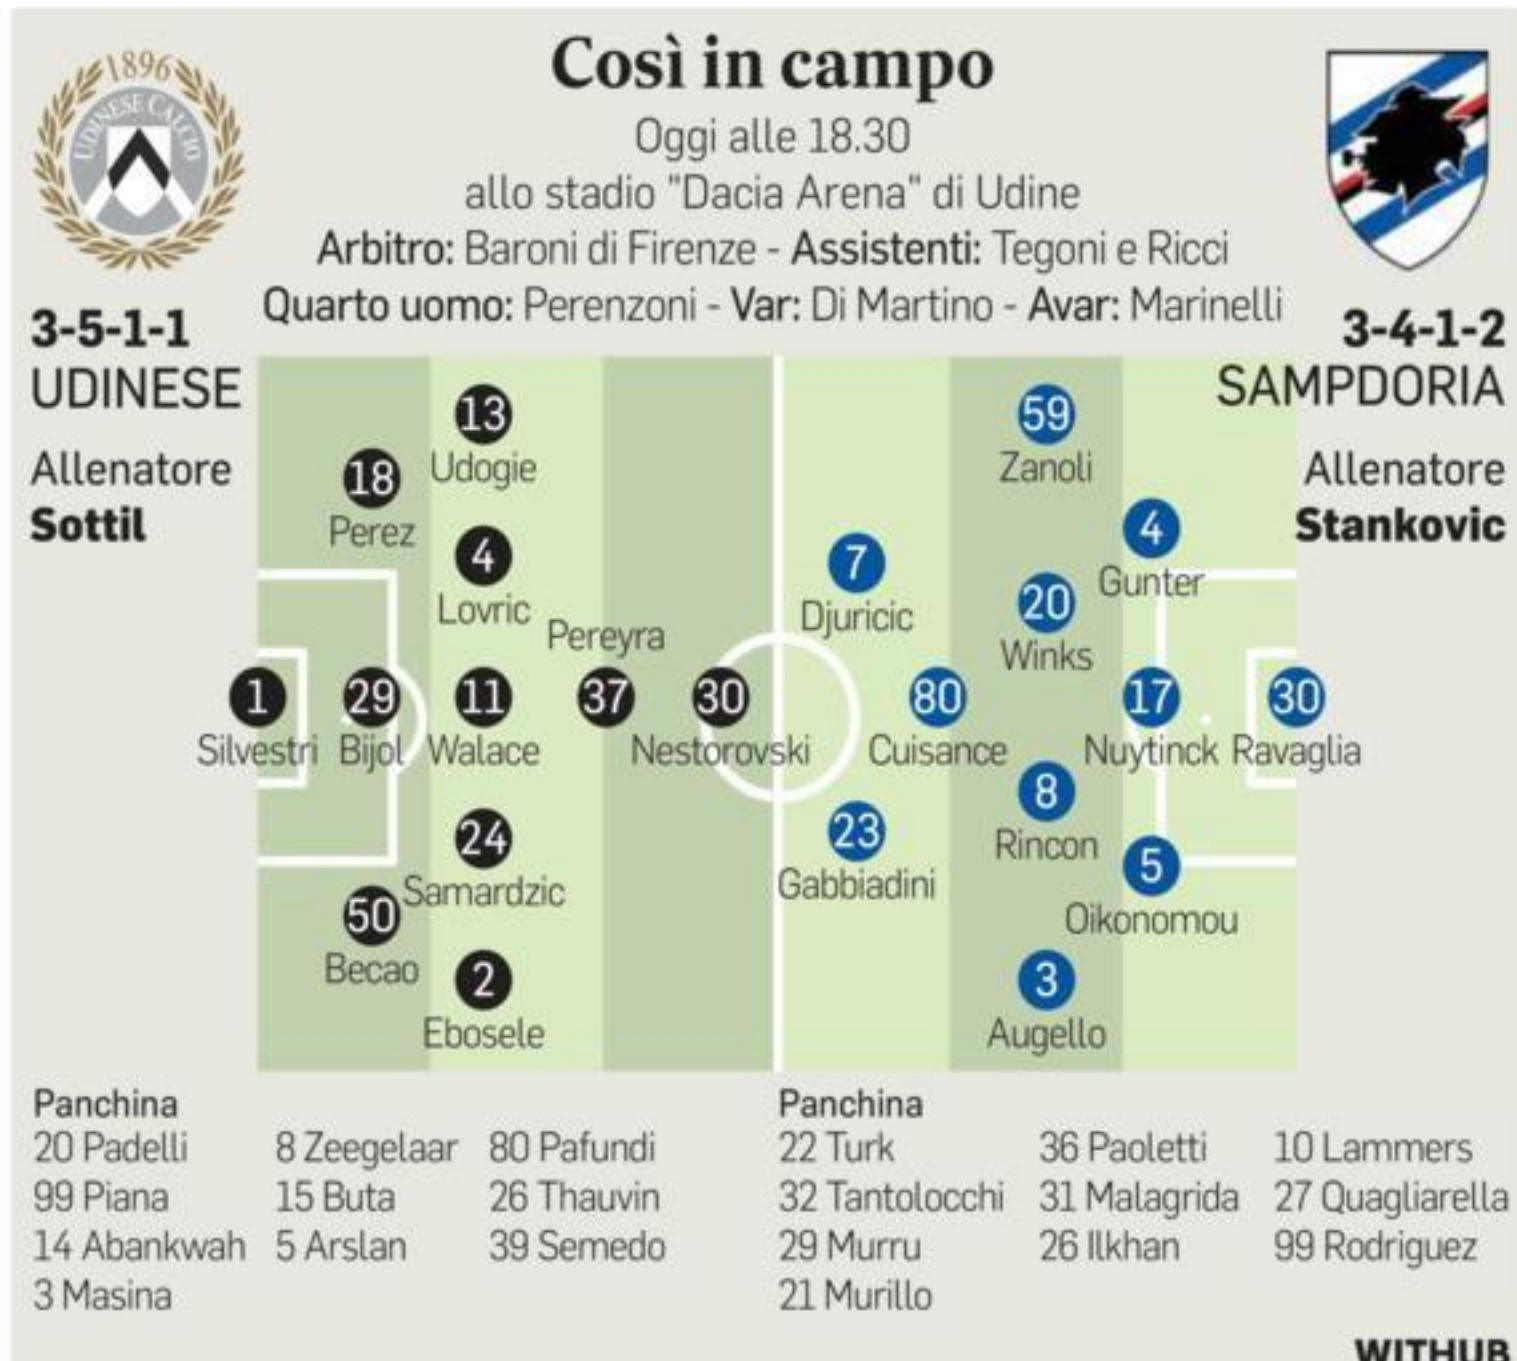 1896
UDINESE CALCIO
Così in campo
Oggi alle 18.30
allo stadio "Dacia Arena" di Udine
Arbitro: Baroni di Firenze - Assistenti: Tegoni e Ricci
Quarto uomo: Perenzoni - Var: Di Martino - Avar: Marinelli
3-5-1-1
UDINESE
Allenatore
Sottil
3-4-1-2
SAMPDORIA
Allenatore
Stankovic
13
Udogie
18
Perez
4
Lovric
Pereyra
1
29
11
37
30
Silvestri
Bijol
Walace
Nestorovski
24
Samardzic
50
Becao
2
Ebosele
59
Zanoli
4
Gunter
7
Djuricic
20
Winks
80
17
30
Cuisance
Nuytinck
Ravaglia
8
Rincon
23
Gabbiadini
5
Oikonomou
3
Augello
Panchina
20 Padelli
99 Piana
14 Abankwah
3 Masina
8 Zeegelaar
15 Buta
5 Arslan
80 Pafundi
26 Thauvin
39 Semedo
Panchina
22 Turk
32 Tantolocchi
29 Murru
21 Murillo
36 Paoletti
31 Malagrida
26 Ilkhan
10 Lammers
27 Quagliarella
99 Rodriguez
WITHUB